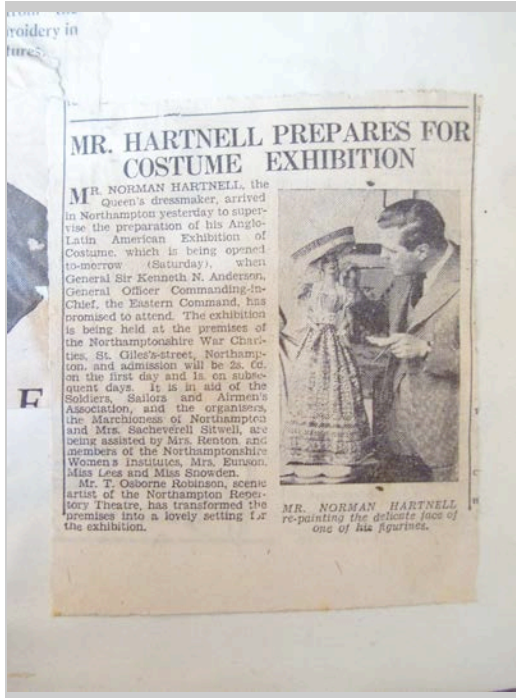 from the
roidery in
tures.
MR. HARTNELL PREPARES FOR
COSTUME EXHIBITION
MR. NORMAN HARTNELL, the
Queen's dressmaker, arrived
in Northampton yesterday to super-
vise the preparation of his Anglo-
Latin American Exhibition of
Costume, which is being opened
to-morrow (Saturday), when
General Sir Kenneth N. Anderson,
General Officer Commanding-in-
Chief, the Eastern Command, has
promised to attend. The exhibition
is being held at the premises of
the Northamptonshire War Chari-
ties, St. Giles's-street, Northamp-
ton, and admission will be 2s. 6d.
on the first day and 1s. on subse-
quent days. It is in aid of the
Soldiers, Sailors and Airmen's
Association, and the organisers,
the Marchioness of Northampton
and Mrs. Sacheverell Sitwell, are
being assisted by Mrs. Renton, and
members of the Northamptonshire
Women's Institutes, Mrs. Eunson,
Miss Lees and Miss Snowden.
Mr. T. Osborne Robinson, scenic
artist of the Northampton Reper-
tory Theatre, has transformed the
premises into a lovely setting for
the exhibition.
MR. NORMAN HARTNELL
re-painting the delicate face of
one of his figurines.